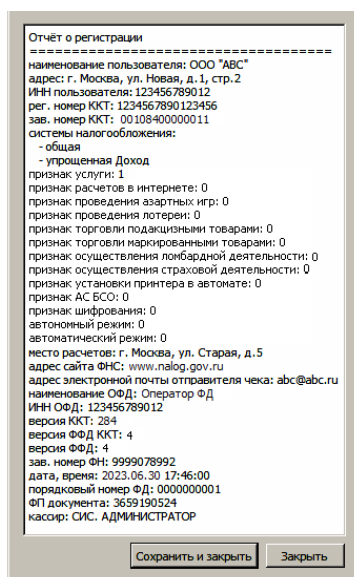 Отчёт о регистрации
======================================
наименование пользователя: ООО "ABC"
адрес: г. Москва, ул. Новая, д.1, стр.2
ИНН пользователя: 123456789012
рег. номер ККТ: 1234567890123456
зав. номер ККТ: 00108400000011
системы налогообложения:
- общая
- упрощенная Доход
признак услуги: 1
признак расчетов в интернете: 0
признак проведения азартных игр: 0
признак проведения лотереи: 0
признак торговли подакцизными товарами: 0
признак торговли маркированными товарами: 0
признак осуществления ломбардной деятельности: 0
признак осуществления страховой деятельности: 0
признак установки принтера в автомате: 0
признак АС БСО: 0
признак шифрования: 0
автономный режим: 0
автоматический режим: 0
место расчетов: г. Москва, ул. Старая, д.5
адрес сайта ФНС: www.nalog.gov.ru
адрес электронной почты отправителя чека: abc@abc.ru
наименование ОФД: Оператор ФД
ИНН ОФД: 123456789012
версия ККТ: 284
версия ФФД ККТ: 4
версия ФФД: 4
зав. номер ФН: 9999078992
дата, время: 2023.06.30 17:46:00
порядковый номер ФД: 0000000001
ФП документа: 3659190524
кассир: СИС. АДМИНИСТРАТОР
Сохранить и закрыть Закрыть